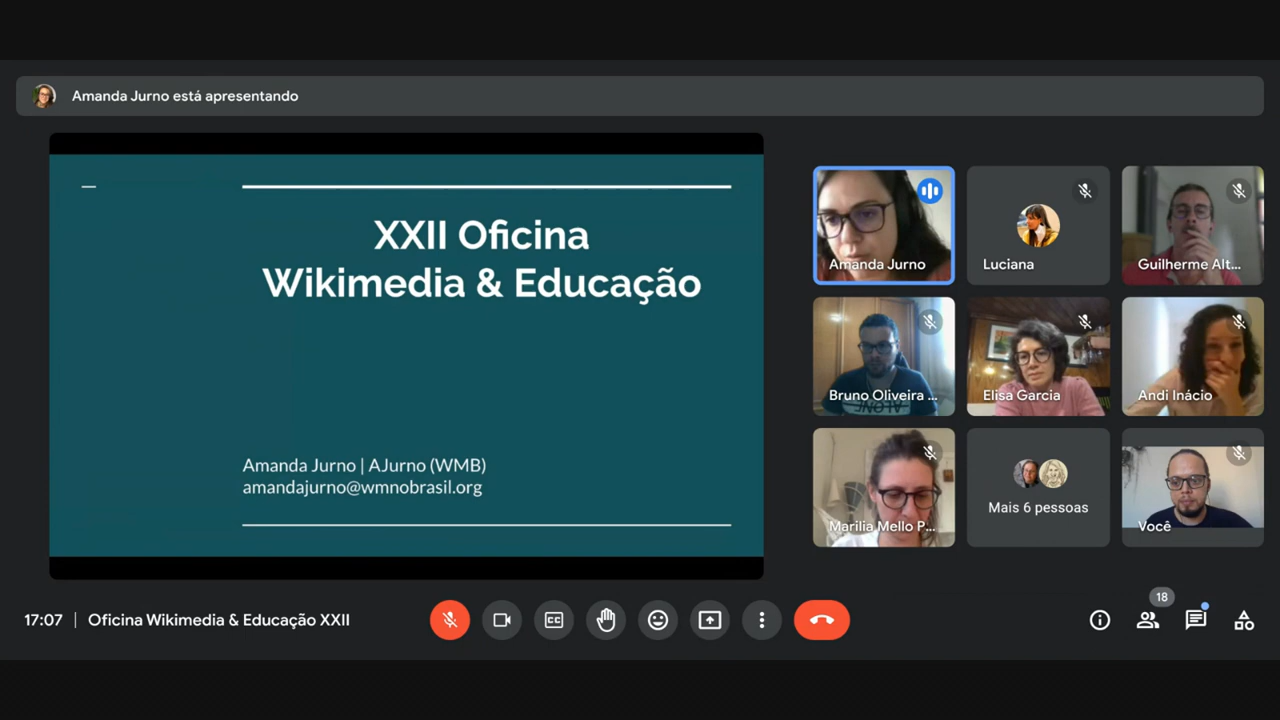 Amanda Jurno está apresentando
XXII Oficina
Wikimedia & Educação
Amanda Jurno | AJurno (WMB)
amandajurno@wmnobrasil.org
Amanda Jurno
Luciana
Guilherme Alt...
Bruno Oliveira ...
Elisa Garcia
Andi Inácio
Marilia Mello P...
Mais 6 pessoas
Você
17:07 | Oficina Wikimedia & Educação XXII
CC
18